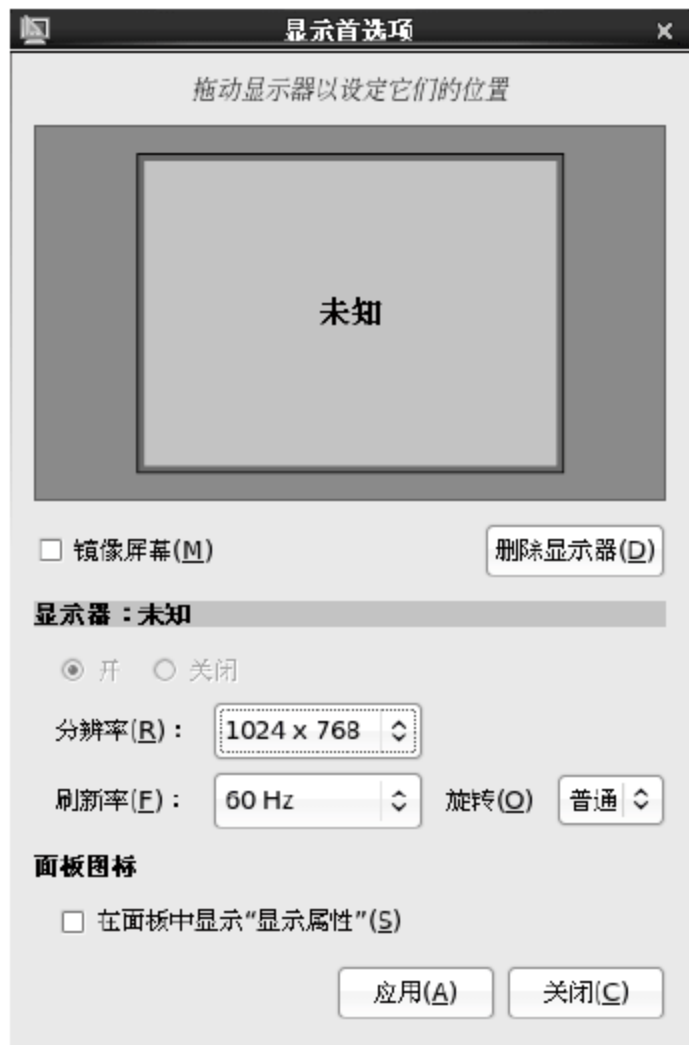 显示首选项
拖动显示器以设定它们的位置
未知
镜像屏幕(M) 删除显示器(D)
显示器：未知
开 关闭
分辨率(R)： 1024 x 768
刷新率(F)： 60 Hz 旋转(O) 普通
面板图标
在面板中显示“显示属性”(S)
应用(A) 关闭(C)